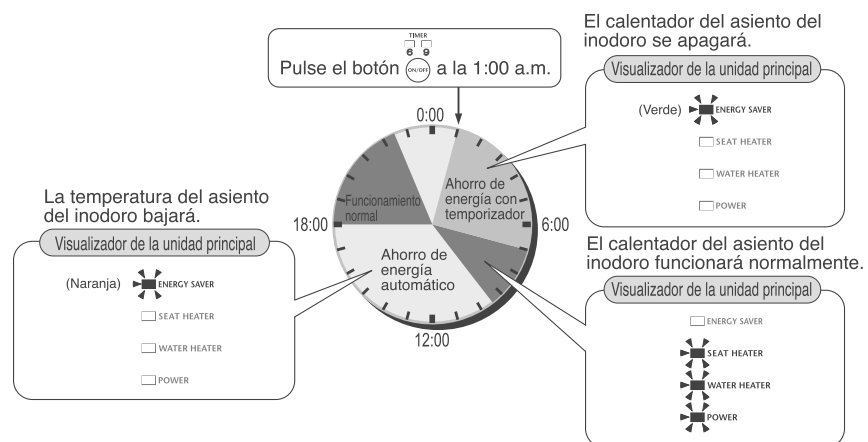 TIMER
6 9
Pulse el botón ON/OFF a la 1:00 a.m.
El calentador del asiento del
inodoro se apagará.
Visualizador de la unidad principal
(Verde) ENERGY SAVER
SEAT HEATER
WATER HEATER
POWER
0:00
Ahorro de
energía con
temporizador
Funcionamiento
normal
18:00
6:00
Ahorro de
energía
automático
12:00
La temperatura del asiento
del inodoro bajará.
Visualizador de la unidad principal
(Naranja) ENERGY SAVER
SEAT HEATER
WATER HEATER
POWER
El calentador del asiento del
inodoro funcionará normalmente.
Visualizador de la unidad principal
ENERGY SAVER
SEAT HEATER
WATER HEATER
POWER